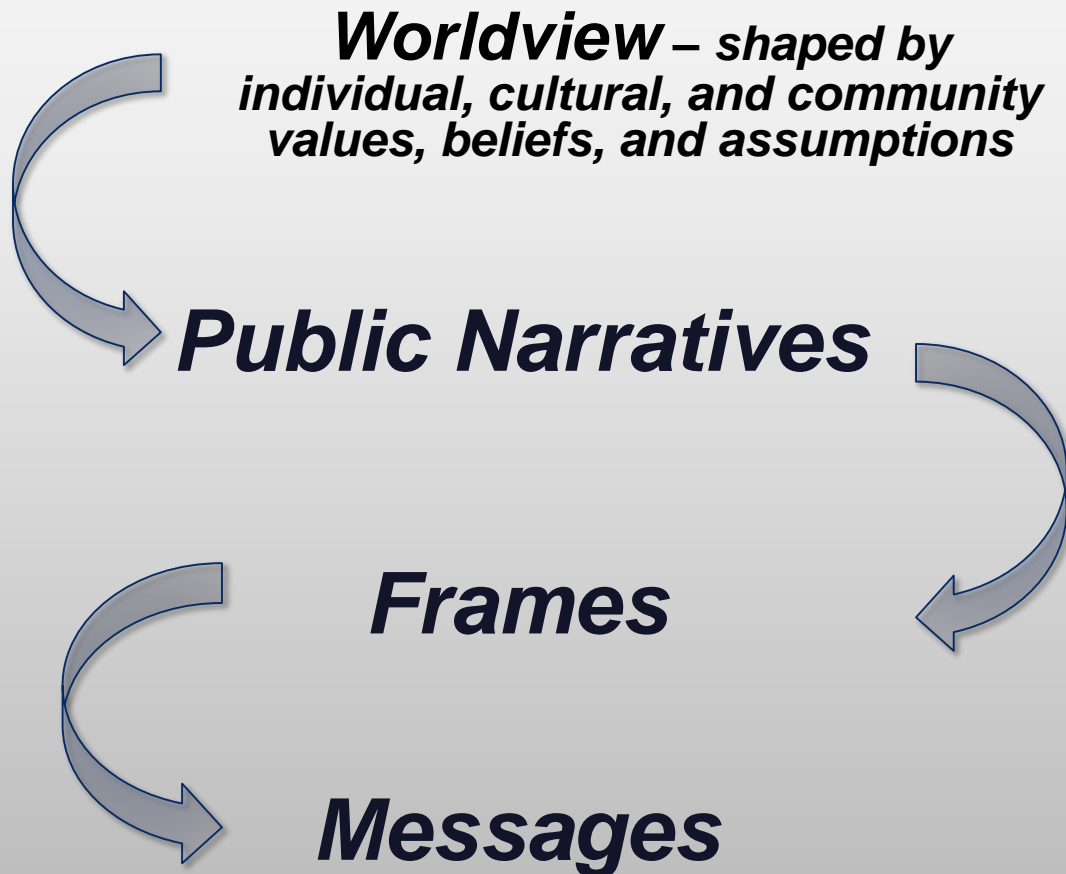 Worldview – shaped by
individual, cultural, and community
values, beliefs, and assumptions
Public Narratives
Frames
Messages